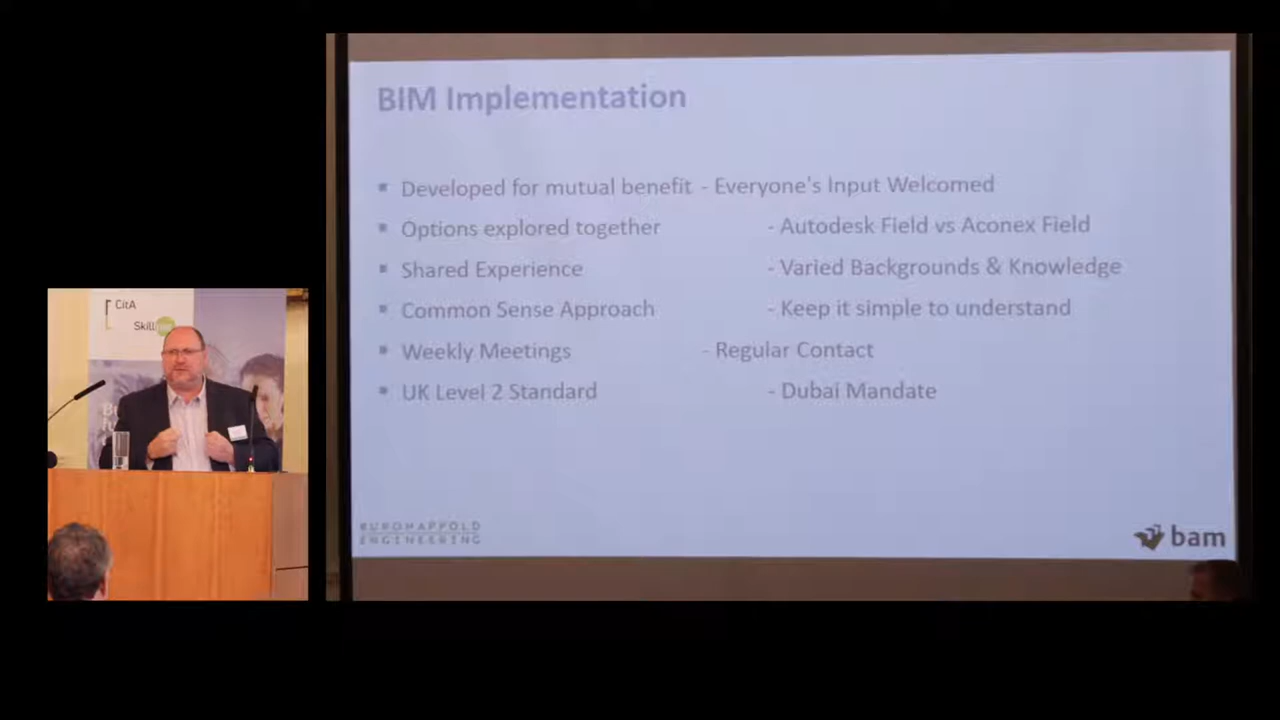 BIM Implementation
▪ Developed for mutual benefit - Everyone's Input Welcomed
▪ Options explored together - Autodesk Field vs Aconex Field
▪ Shared Experience - Varied Backgrounds & Knowledge
▪ Common Sense Approach - Keep it simple to understand
▪ Weekly Meetings - Regular Contact
▪ UK Level 2 Standard - Dubai Mandate
BUROHAPPOLD
ENGINEERING
bam
CitA
Skill